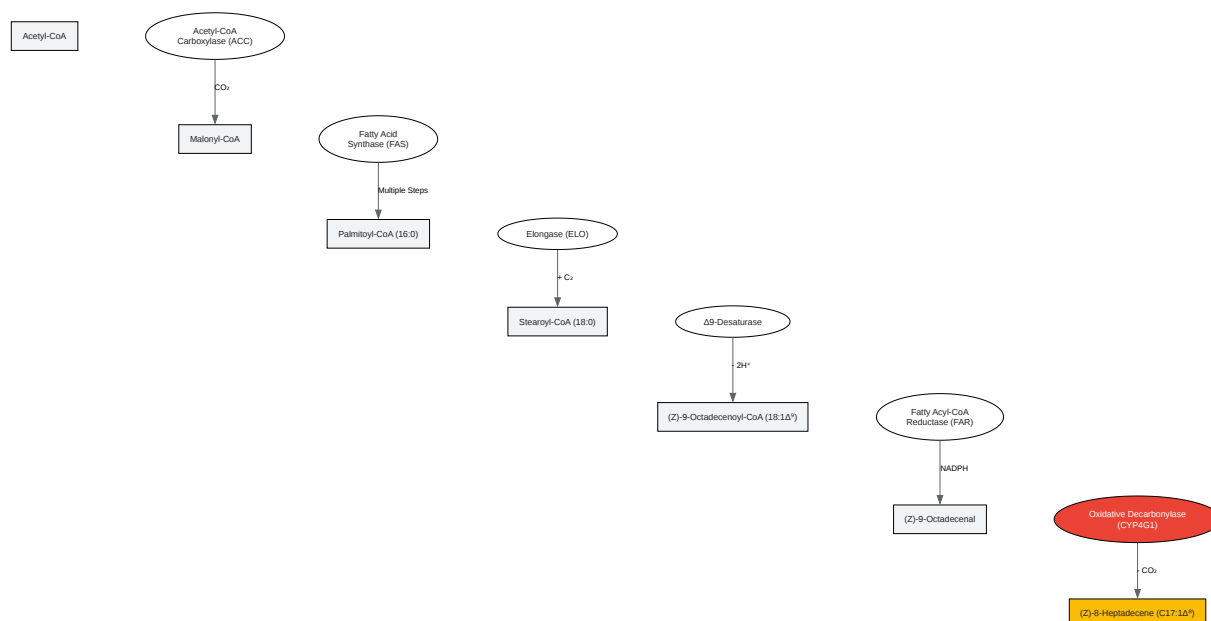 Acetyl-CoA
Acetyl-CoA
Carboxylase (ACC)
CO₂
Malonyl-CoA
Fatty Acid
Synthase (FAS)
Multiple Steps
Palmitoyl-CoA (16:0)
Elongase (ELO)
+ C₂
Stearoyl-CoA (18:0)
Δ9-Desaturase
- 2H⁺
(Z)-9-Octadecenoyl-CoA (18:1Δ⁹)
Fatty Acyl-CoA
Reductase (FAR)
NADPH
(Z)-9-Octadecenal
Oxidative Decarbonylase
(CYP4G1)
- CO₂
(Z)-8-Heptadecene (C17:1Δ⁸)